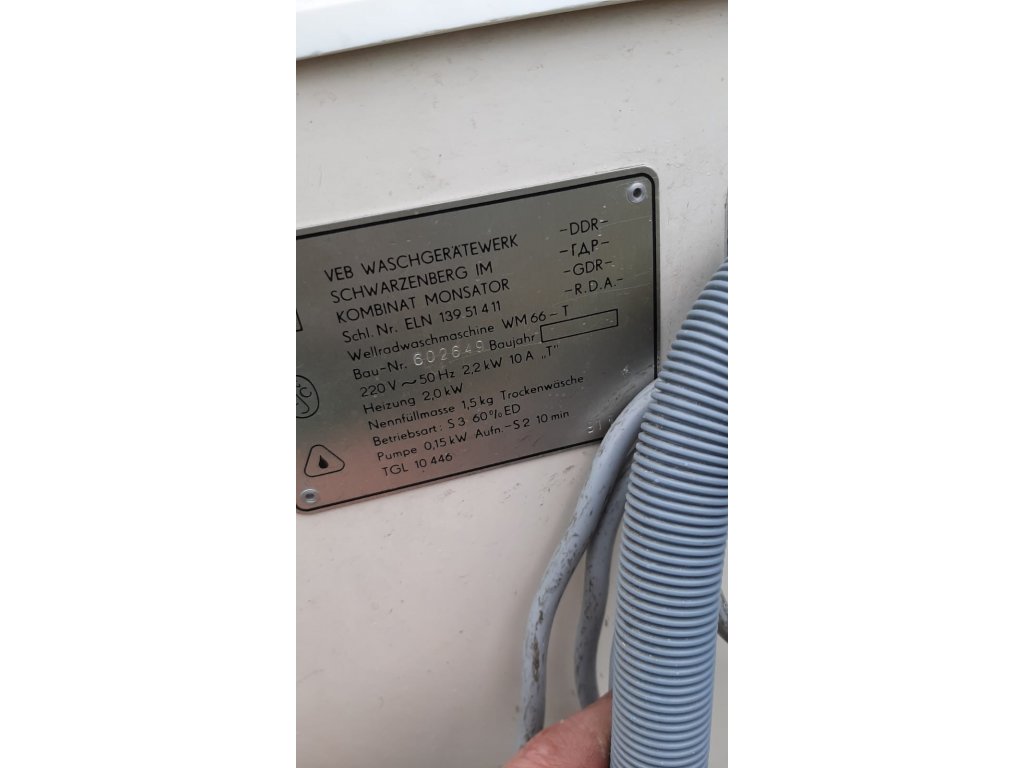 VEB WASCHGERÄTEWERK
SCHWARZENBERG IM
KOMBINAT MONSATOR
-DDR-
-ГДР-
-GDR-
-R.D.A.-
Schl. Nr. ELN 139 51 4 11
Wellradwaschmaschine WM 66-T
Bau-Nr. 602649 Baujahr
220 V ~ 50 Hz 2,2 kW 10 A „T"
Heizung 2,0 kW
Nennfüllmasse 1,5 kg Trockenwäsche
Betriebsart: S 3 60% ED
Pumpe 0,15 kW Aufn.-S 2 10 min
TGL 10 446